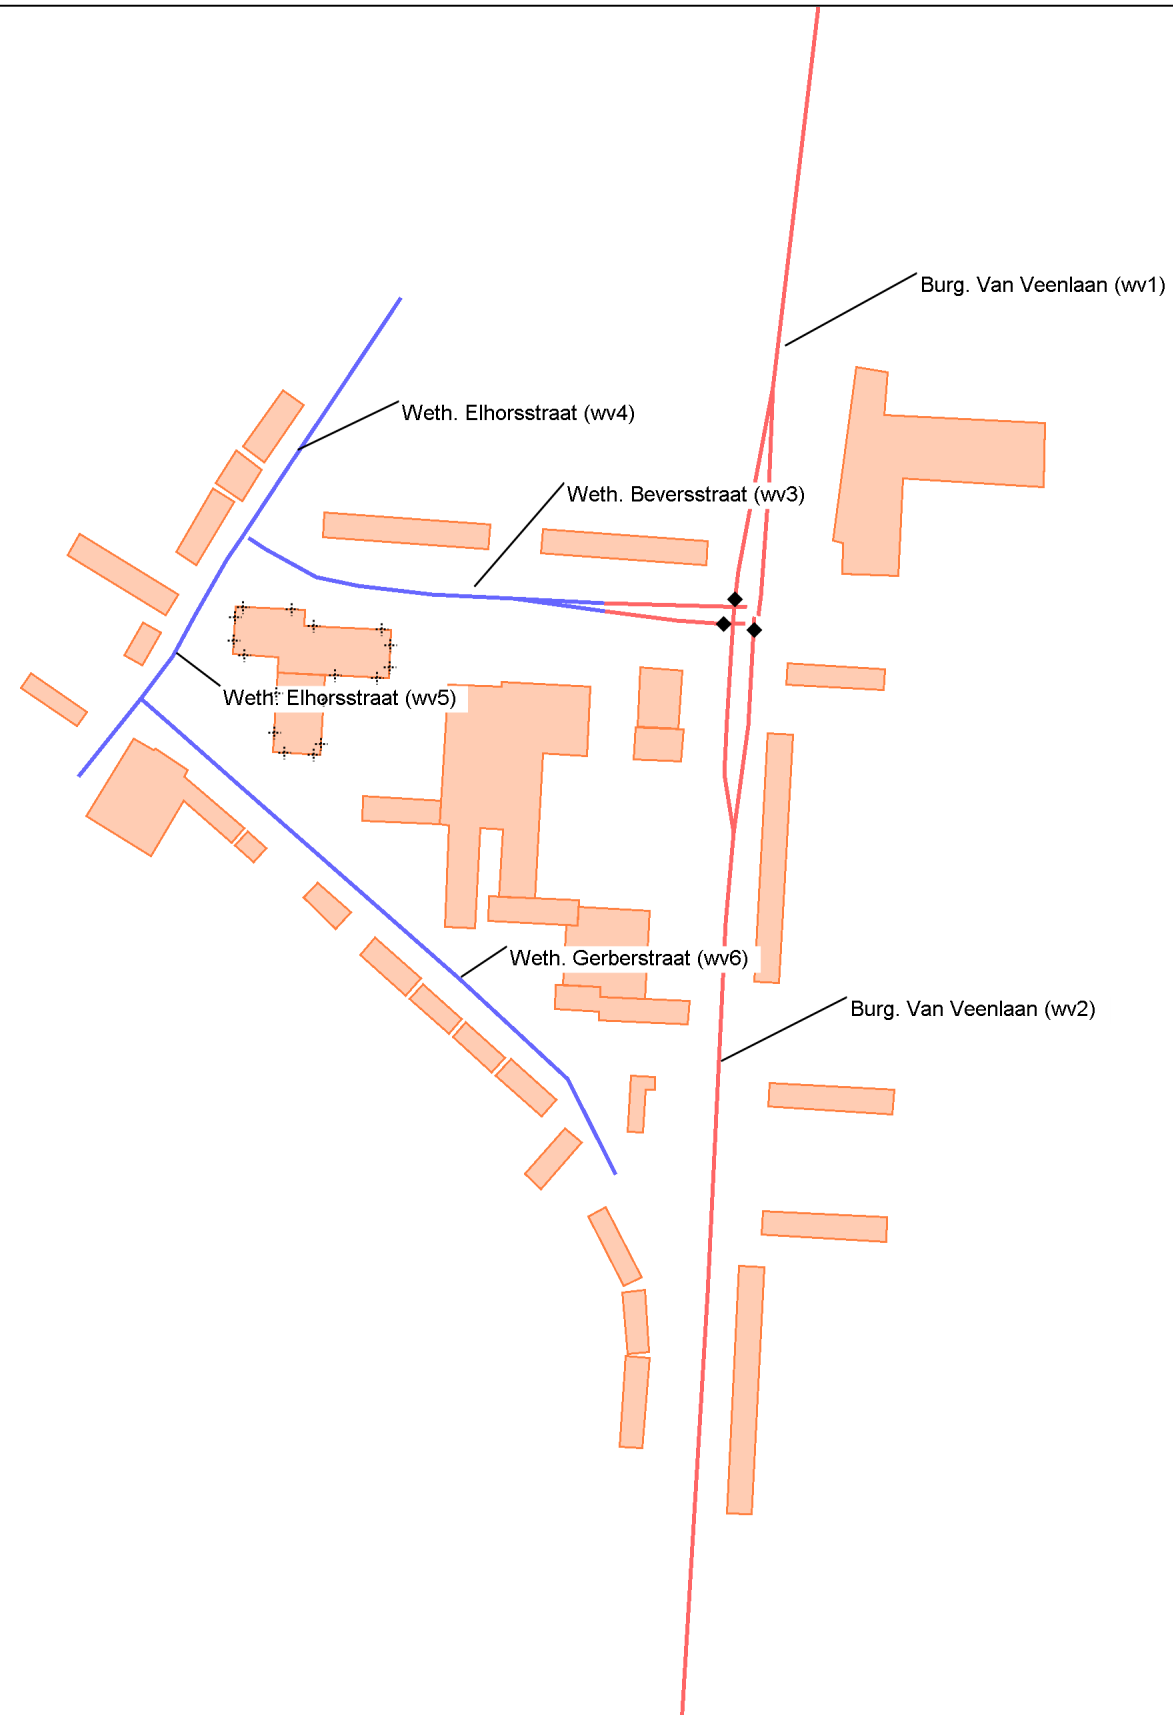 Burg. Van Veenlaan (wv1)
Weth. Elhorsstraat (wv4)
Weth. Beversstraat (wv3)
Weth. Elhorsstraat (wv5)
Weth. Gerberstraat (wv6)
Burg. Van Veenlaan (wv2)